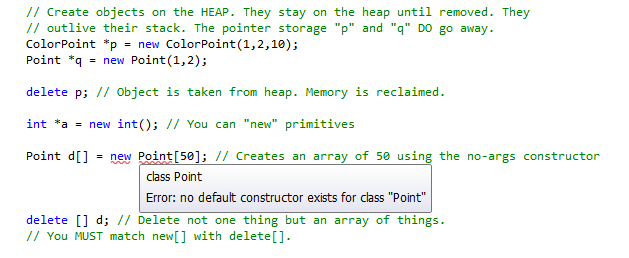 // Create objects on the HEAP. They stay on the heap until removed. They
// outlive their stack. The pointer storage "p" and "q" DO go away.
ColorPoint *p = new ColorPoint(1,2,10);
Point *q = new Point(1,2);
delete p; // Object is taken from heap. Memory is reclaimed.
int *a = new int(); // You can "new" primitives
Point d[] = new Point[50]; // Creates an array of 50 using the no-args constructor
class Point
Error: no default constructor exists for class "Point"
delete [] d; // Delete not one thing but an array of things.
// You MUST match new[] with delete[].